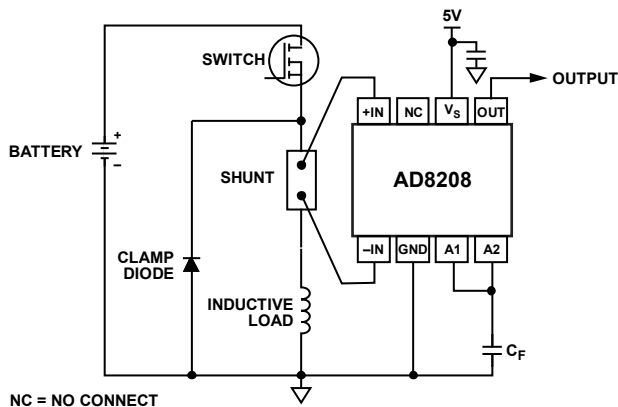 5V
SWITCH
OUTPUT
+IN NC VS OUT
BATTERY
+
–
SHUNT
AD8208
–IN GND A1 A2
CLAMP
DIODE
INDUCTIVE
LOAD
CF
NC = NO CONNECT